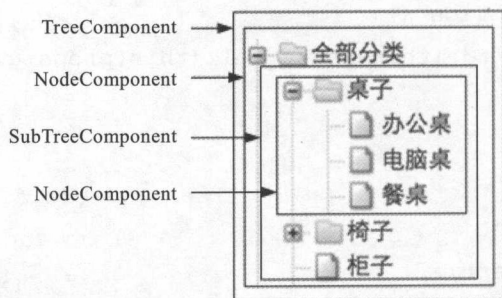 TreeComponent
全部分类
NodeComponent
桌子
办公桌
SubTreeComponent
电脑桌
NodeComponent
餐桌
椅子
柜子